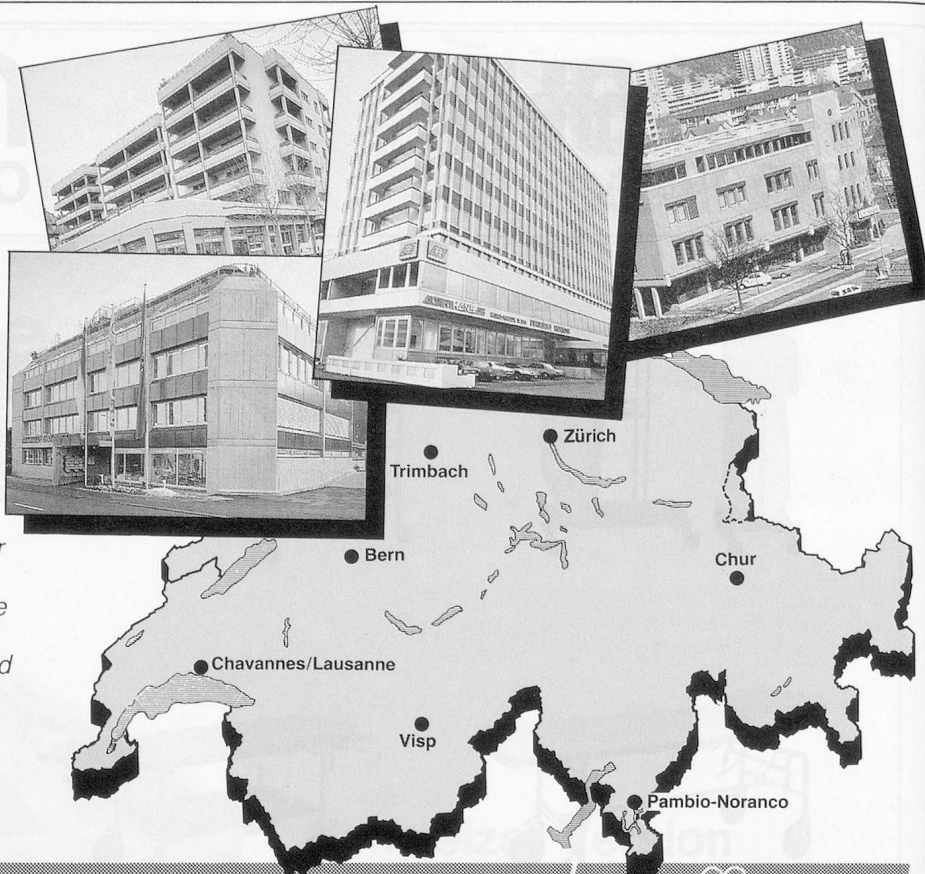 Zürich
Trimbach
Bern
Chur
r
e
d
Chavannes/Lausanne
Visp
Pambio-Noranco